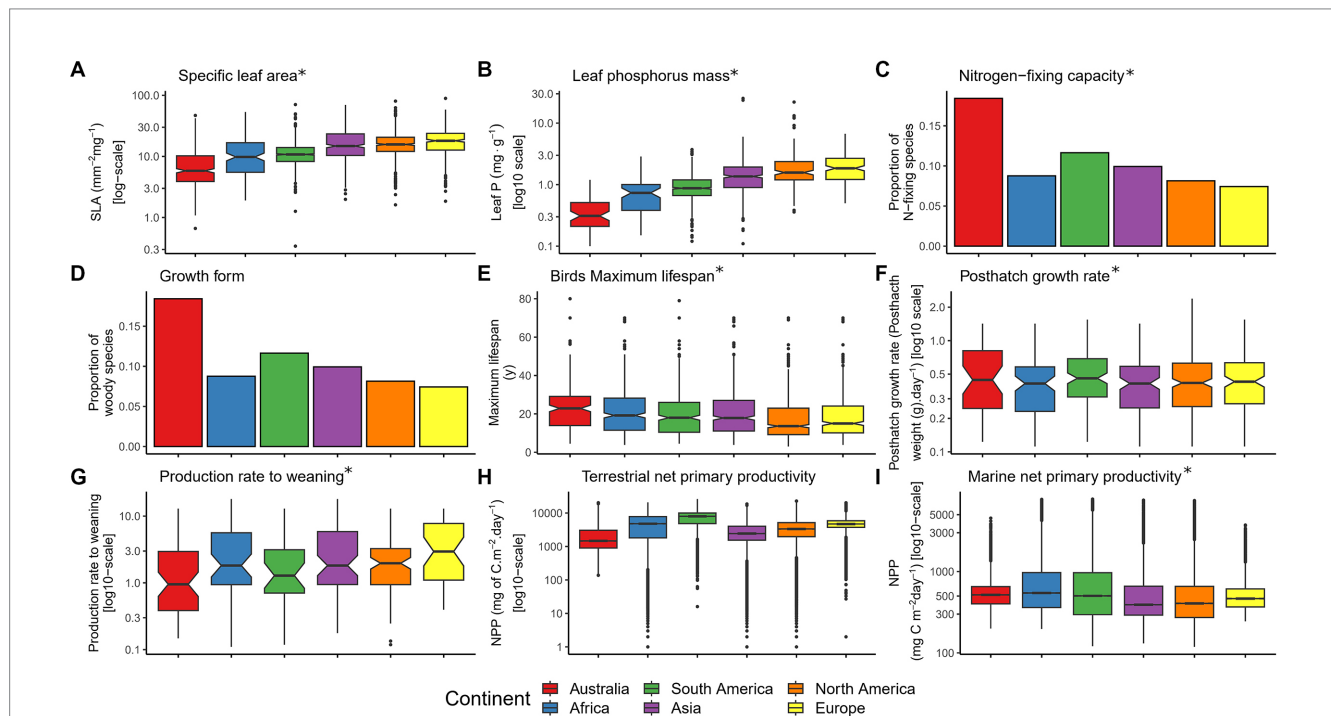 A Specific leaf area*
SLA (mm−2mg−1)
[log−scale]
100.0
30.0
10.0
3.0
1.0
0.3
B Leaf phosphorus mass*
Leaf P (mg · g−1)
[log10 scale]
30.0
10.0
3.0
1.0
0.3
0.1
C Nitrogen−fixing capacity*
Proportion of
N−fixing species
0.15
0.10
0.05
0.00
D Growth form
Proportion of
woody species
0.15
0.10
0.05
0.00
E Birds Maximum lifespan*
Maximum lifespan
(y)
80
60
40
20
0
F Posthatch growth rate*
Posthatch growth rate (Posthacth
weight (g).day−1) [log10 scale]
2.0
1.0
0.5
0.3
0.2
0.1
G Production rate to weaning*
Production rate to weaning
[log10−scale]
10.0
3.0
1.0
0.3
0.1
H Terrestrial net primary productivity
NPP (mg of C.m−2.day−1)
[log10−scale]
10000
1000
100
10
1
I Marine net primary productivity*
NPP
(mg C m−2day−1) [log10−scale]
5000
1000
500
300
100
Continent
Australia
South America
North America
Africa
Asia
Europe